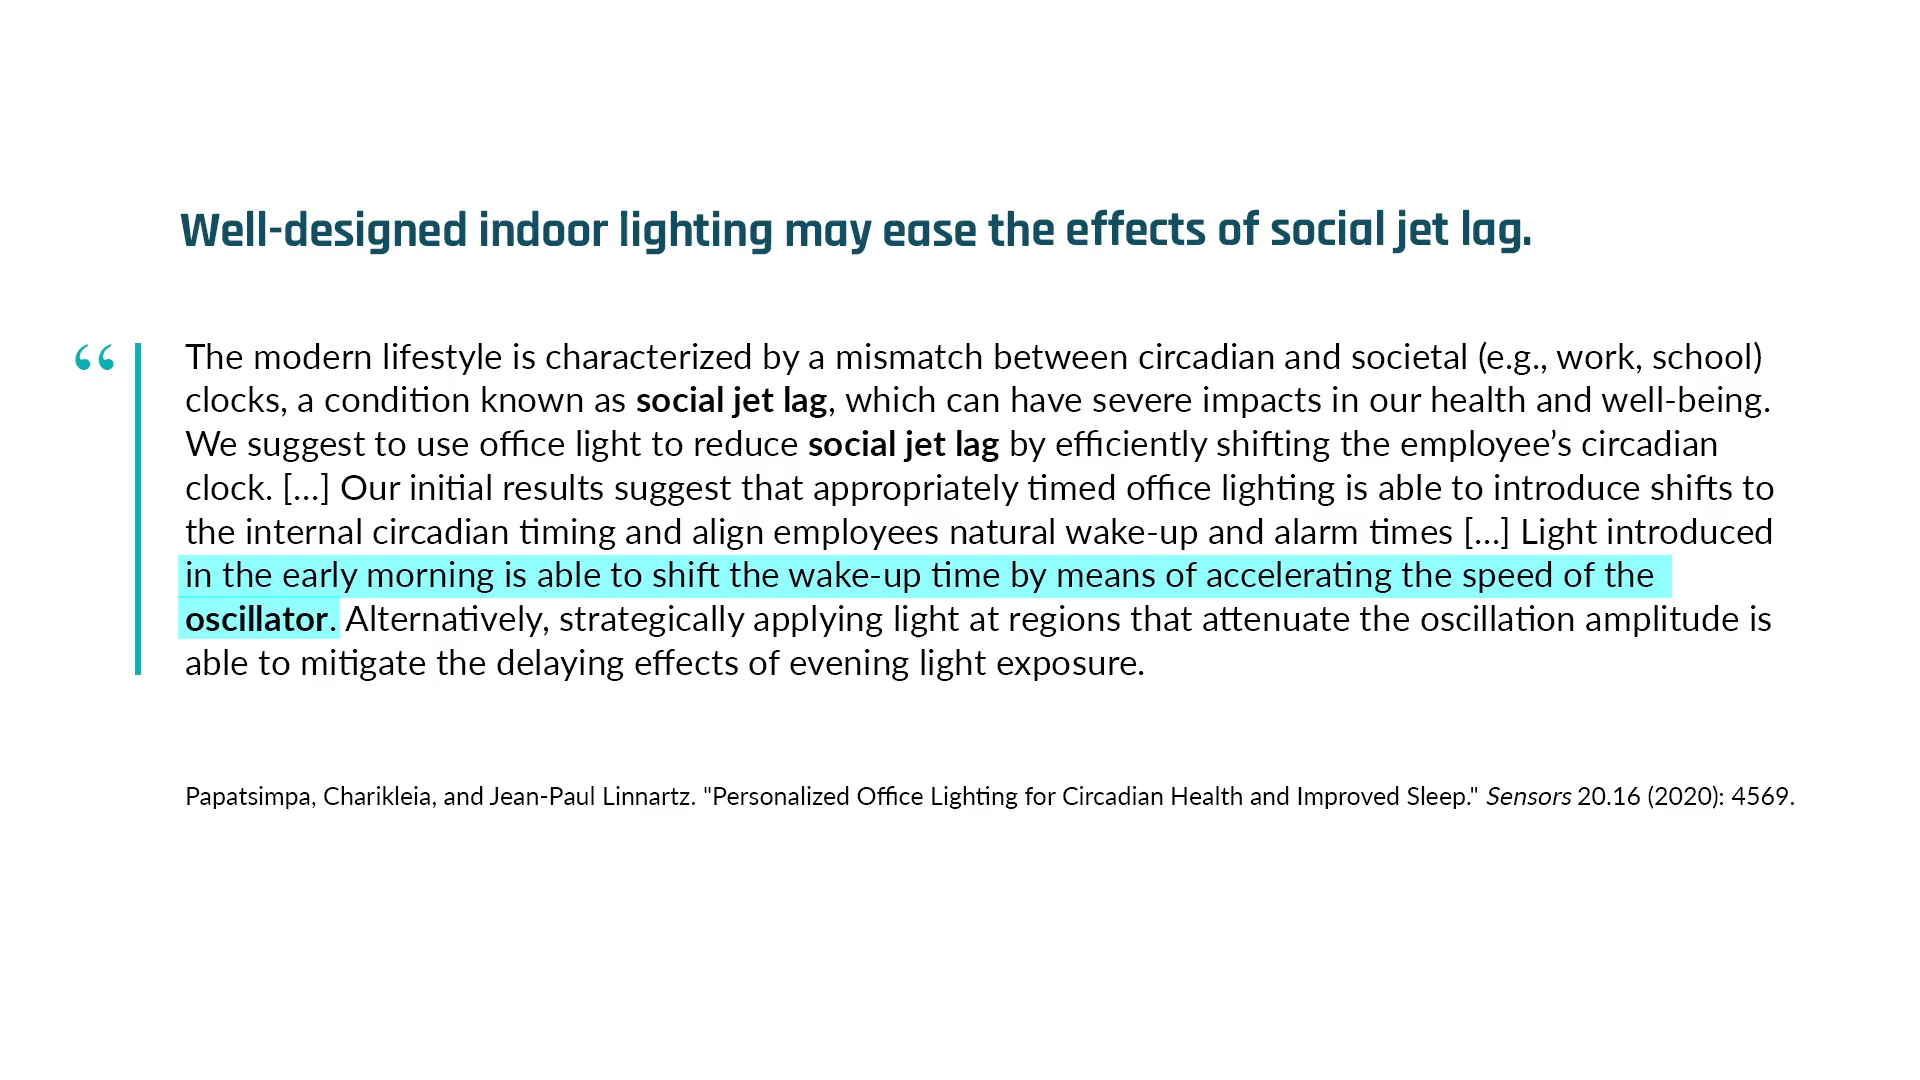 Well-designed indoor lighting may ease the effects of social jet lag.
“
The modern lifestyle is characterized by a mismatch between circadian and societal (e.g., work, school)
clocks, a condition known as social jet lag, which can have severe impacts in our health and well-being.
We suggest to use office light to reduce social jet lag by efficiently shifting the employee’s circadian
clock. [...] Our initial results suggest that appropriately timed office lighting is able to introduce shifts to
the internal circadian timing and align employees natural wake-up and alarm times [...] Light introduced
in the early morning is able to shift the wake-up time by means of accelerating the speed of the
oscillator. Alternatively, strategically applying light at regions that attenuate the oscillation amplitude is
able to mitigate the delaying effects of evening light exposure.
Papatsimpa, Charikleia, and Jean-Paul Linnartz. "Personalized Office Lighting for Circadian Health and Improved Sleep." Sensors 20.16 (2020): 4569.